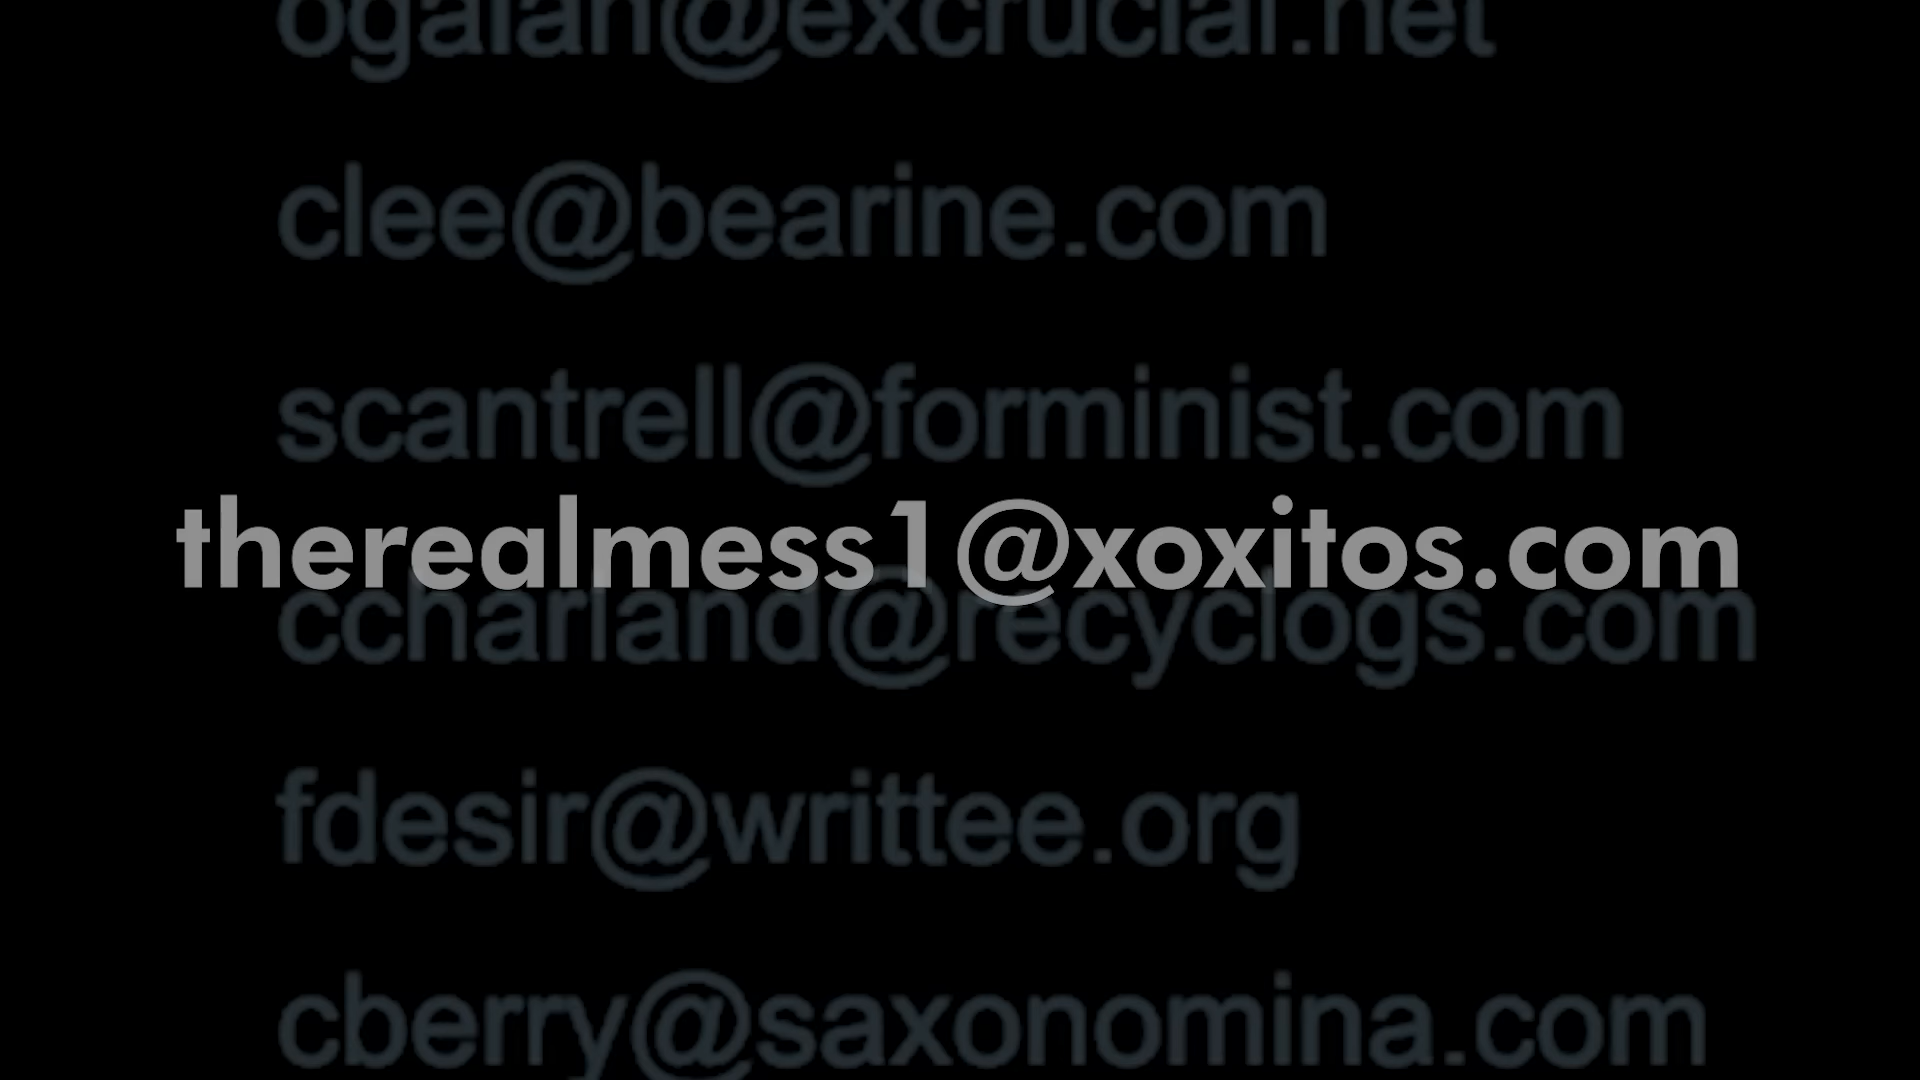 ogalan@excrucial.net
clee@bearine.com
scantrell@forminist.com
therealmess1@xoxitos.com
ccharland@recyclogs.com
fdesir@writtee.org
cberry@saxonomina.com